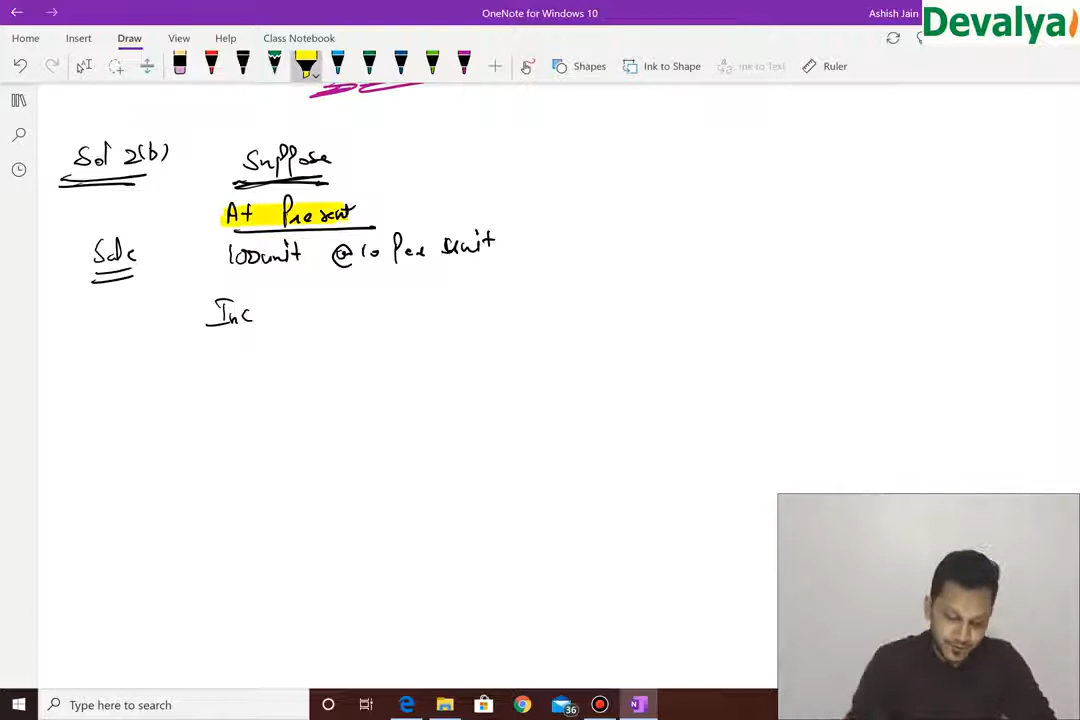 OneNote for Windows 10
Ashish Jain
Devalya
Home Insert Draw View Help Class Notebook
Shapes Ink to Shape Ink to Text Ruler
Sol 2(b) Suppose
At Present
Sale 100unit @ 10 Per unit
Inc
Type here to search
36